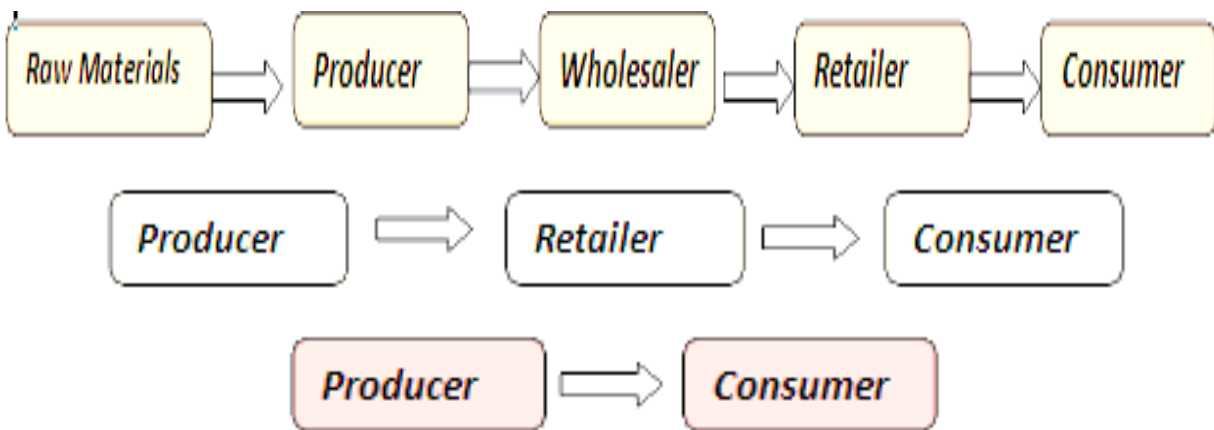 Raw Materials Producer Wholesaler Retailer Consumer
Producer Retailer Consumer
Producer Consumer